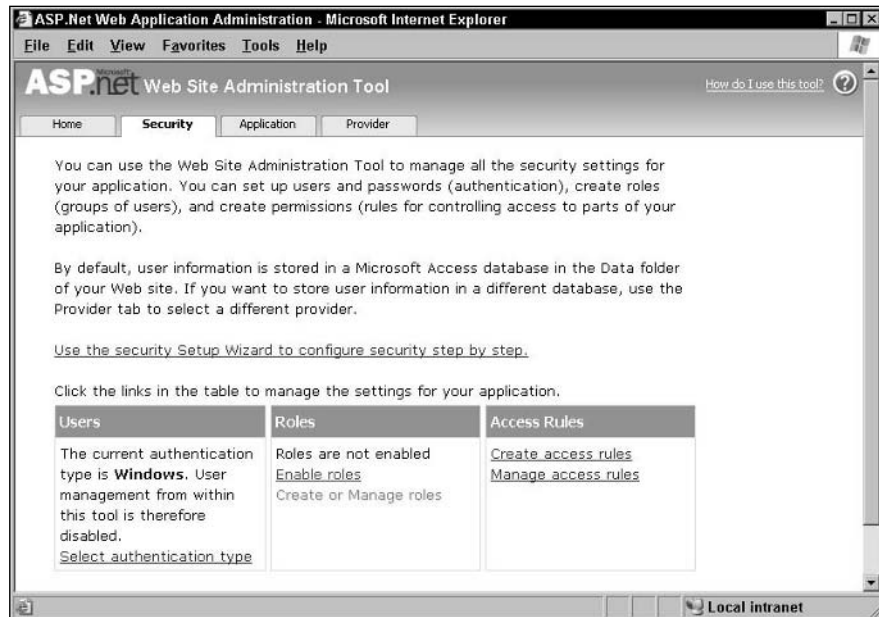 ASP.Net Web Application Administration - Microsoft Internet Explorer
File Edit View Favorites Tools Help
Microsoft
ASP.net Web Site Administration Tool
How do I use this tool? ?
Home Security Application Provider
You can use the Web Site Administration Tool to manage all the security settings for
your application. You can set up users and passwords (authentication), create roles
(groups of users), and create permissions (rules for controlling access to parts of your
application).
By default, user information is stored in a Microsoft Access database in the Data folder
of your Web site. If you want to store user information in a different database, use the
Provider tab to select a different provider.
Use the security Setup Wizard to configure security step by step.
Click the links in the table to manage the settings for your application.
Users
The current authentication
type is Windows. User
management from within
this tool is therefore
disabled.
Select authentication type
Roles
Roles are not enabled
Enable roles
Create or Manage roles
Access Rules
Create access rules
Manage access rules
Local intranet